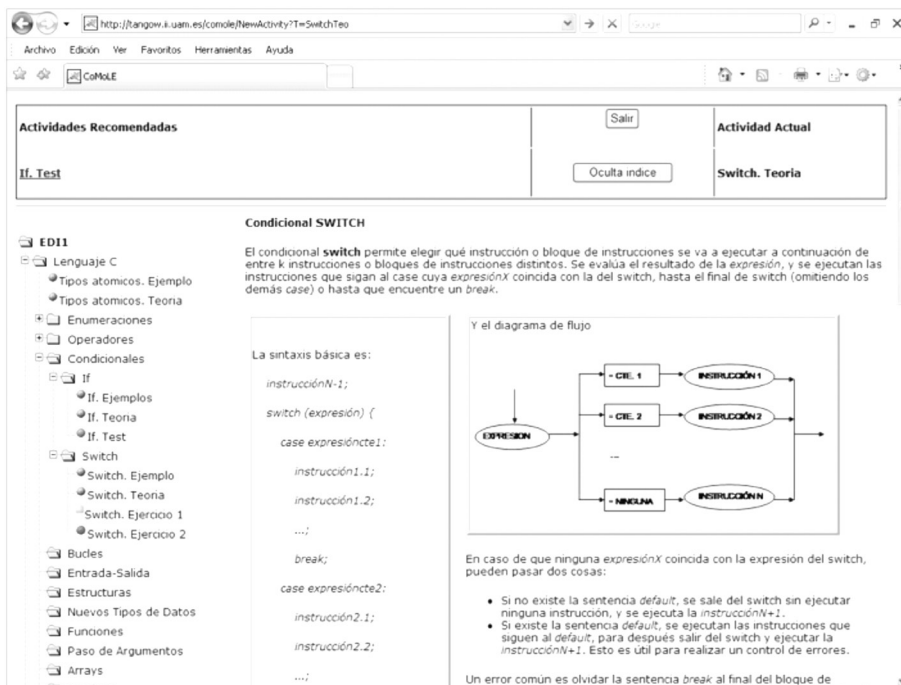 http://tangow.ii.uam.es/comole/NewActivity?T=SwitchTeo
Archivo Edición Ver Favoritos Herramientas Ayuda
CoMoLE
Actividades Recomendadas
Salir
Actividad Actual
If. Test
Oculta indice
Switch. Teoria
EDI1
Lenguaje C
Tipos atomicos. Ejemplo
Tipos atomicos. Teoria
Enumeraciones
Operadores
Condicionales
If
If. Ejemplos
If. Teoria
If. Test
Switch
Switch. Ejemplo
Switch. Teoria
Switch. Ejercicio 1
Switch. Ejercicio 2
Bucles
Entrada-Salida
Estructuras
Nuevos Tipos de Datos
Funciones
Paso de Argumentos
Arrays
Condicional SWITCH
El condicional switch permite elegir qué instrucción o bloque de instrucciones se va a ejecutar a continuación de
entre k instrucciones o bloques de instrucciones distintos. Se evalúa el resultado de la expresión, y se ejecutan las
instrucciones que sigan al case cuya expresiónX coincida con la del switch, hasta el final de switch (omitiendo los
demás case) o hasta que encuentre un break.
La sintaxis básica es:
instrucciónN-1;
switch (expresión) {
case expresióncte1:
instrucción1.1;
instrucción1.2;
...;
break;
case expresióncte2:
instrucción2.1;
instrucción2.2;
...;
Y el diagrama de flujo
EXPRESION
= CTE. 1
INSTRUCCIÓN 1
= CTE. 2
INSTRUCCIÓN 2
...
= NINGUNA
INSTRUCCIÓN N
En caso de que ninguna expresiónX coincida con la expresión del switch,
pueden pasar dos cosas:
• Si no existe la sentencia default, se sale del switch sin ejecutar
ninguna instrucción, y se ejecuta la instrucciónN+1.
• Si existe la sentencia default, se ejecutan las instrucciones que
siguen al default, para después salir del switch y ejecutar la
instrucciónN+1. Esto es útil para realizar un control de errores.
Un error común es olvidar la sentencia break al final del bloque de